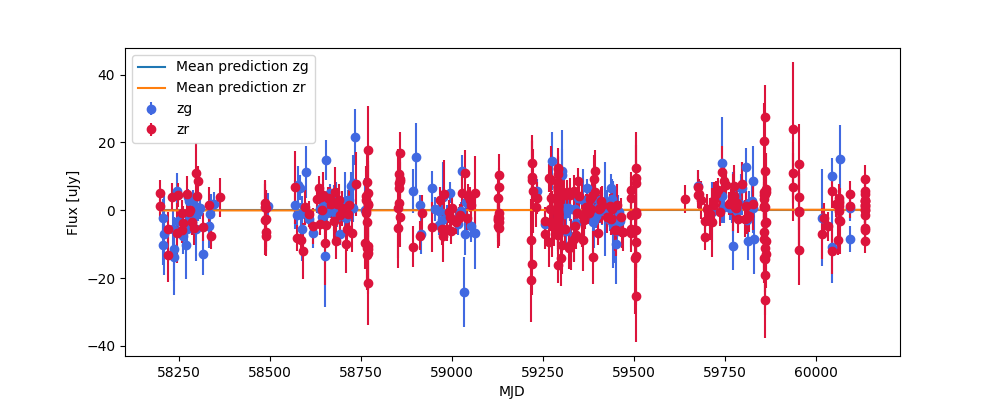 Mean prediction zg
Mean prediction zr
zg
zr
40
20
0
−20
−40
Flux [uJy]
58250
58500
58750
59000
59250
59500
59750
60000
MJD